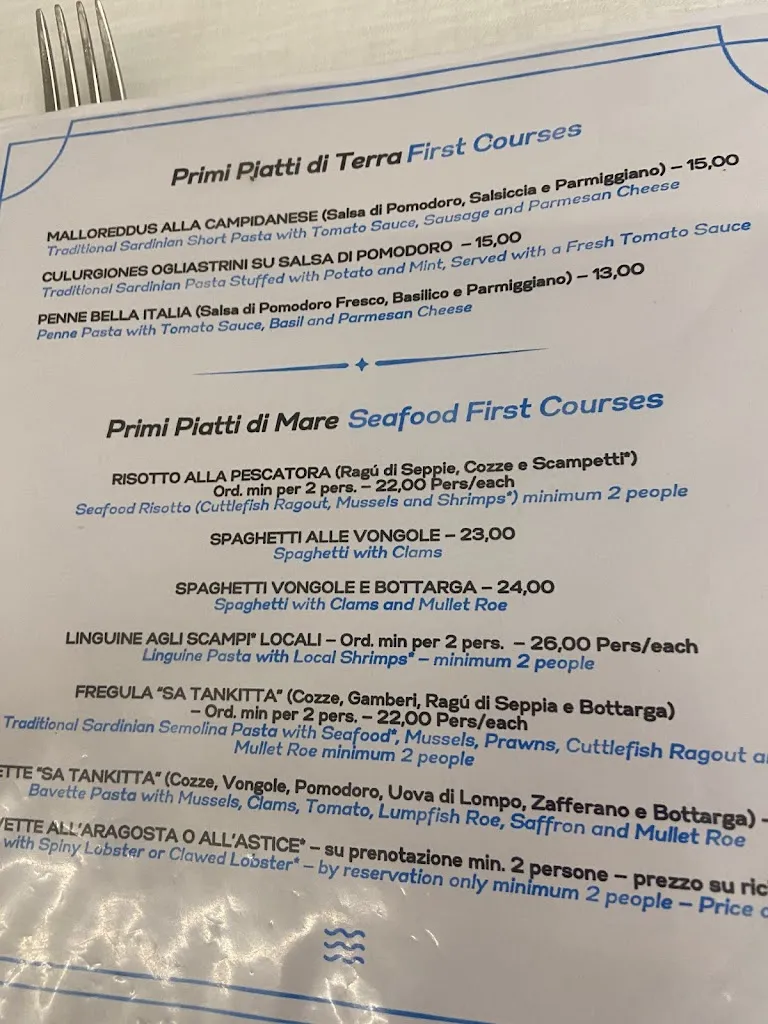 Primi Piatti di Terra First Courses
MALLOREDDUS ALLA CAMPIDANESE (Salsa di Pomodoro, Salsiccia e Parmiggiano) – 15,00
Traditional Sardinian Short Pasta with Tomato Sauce, Sausage and Parmesan Cheese
CULURGIONES OGLIASTRINI SU SALSA DI POMODORO – 15,00
Traditional Sardinian Pasta Stuffed with Potato and Mint, Served with a Fresh Tomato Sauce
PENNE BELLA ITALIA (Salsa di Pomodoro Fresco, Basilico e Parmiggiano) – 13,00
Penne Pasta with Tomato Sauce, Basil and Parmesan Cheese
Primi Piatti di Mare Seafood First Courses
RISOTTO ALLA PESCATORA (Ragú di Seppie, Cozze e Scampetti*)
Ord. min per 2 pers. – 22,00 Pers/each
Seafood Risotto (Cuttlefish Ragout, Mussels and Shrimps*) minimum 2 people
SPAGHETTI ALLE VONGOLE – 23,00
Spaghetti with Clams
SPAGHETTI VONGOLE E BOTTARGA – 24,00
Spaghetti with Clams and Mullet Roe
LINGUINE AGLI SCAMPI* LOCALI – Ord. min per 2 pers. – 26,00 Pers/each
Linguine Pasta with Local Shrimps* – minimum 2 people
FREGULA "SA TANKITTA" (Cozze, Gamberi, Ragú di Seppia e Bottarga)
– Ord. min per 2 pers. – 22,00 Pers/each
Traditional Sardinian Semolina Pasta with Seafood*, Mussels, Prawns, Cuttlefish Ragout a
Mullet Roe minimum 2 people
ETTE "SA TANKITTA" (Cozze, Vongole, Pomodoro, Uova di Lompo, Zafferano e Bottarga) –
Bavette Pasta with Mussels, Clams, Tomato, Lumpfish Roe, Saffron and Mullet Roe
VETTE ALL'ARAGOSTA O ALL'ASTICE* – su prenotazione min. 2 persone – prezzo su ric
with Spiny Lobster or Clawed Lobster* – by reservation only minimum 2 people – Price o